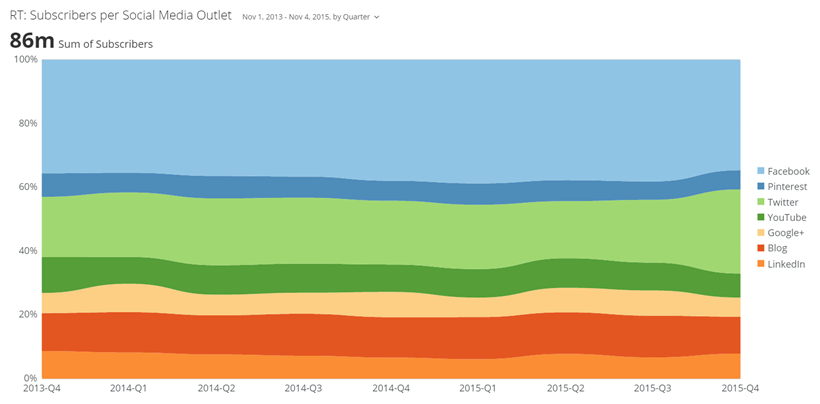 RT: Subscribers per Social Media Outlet Nov 1, 2013 - Nov 4, 2015, by Quarter
86m Sum of Subscribers
100%
80%
60%
40%
20%
0%
2013-Q4 2014-Q1 2014-Q2 2014-Q3 2014-Q4 2015-Q1 2015-Q2 2015-Q3 2015-Q4
Facebook
Pinterest
Twitter
YouTube
Google+
Blog
LinkedIn